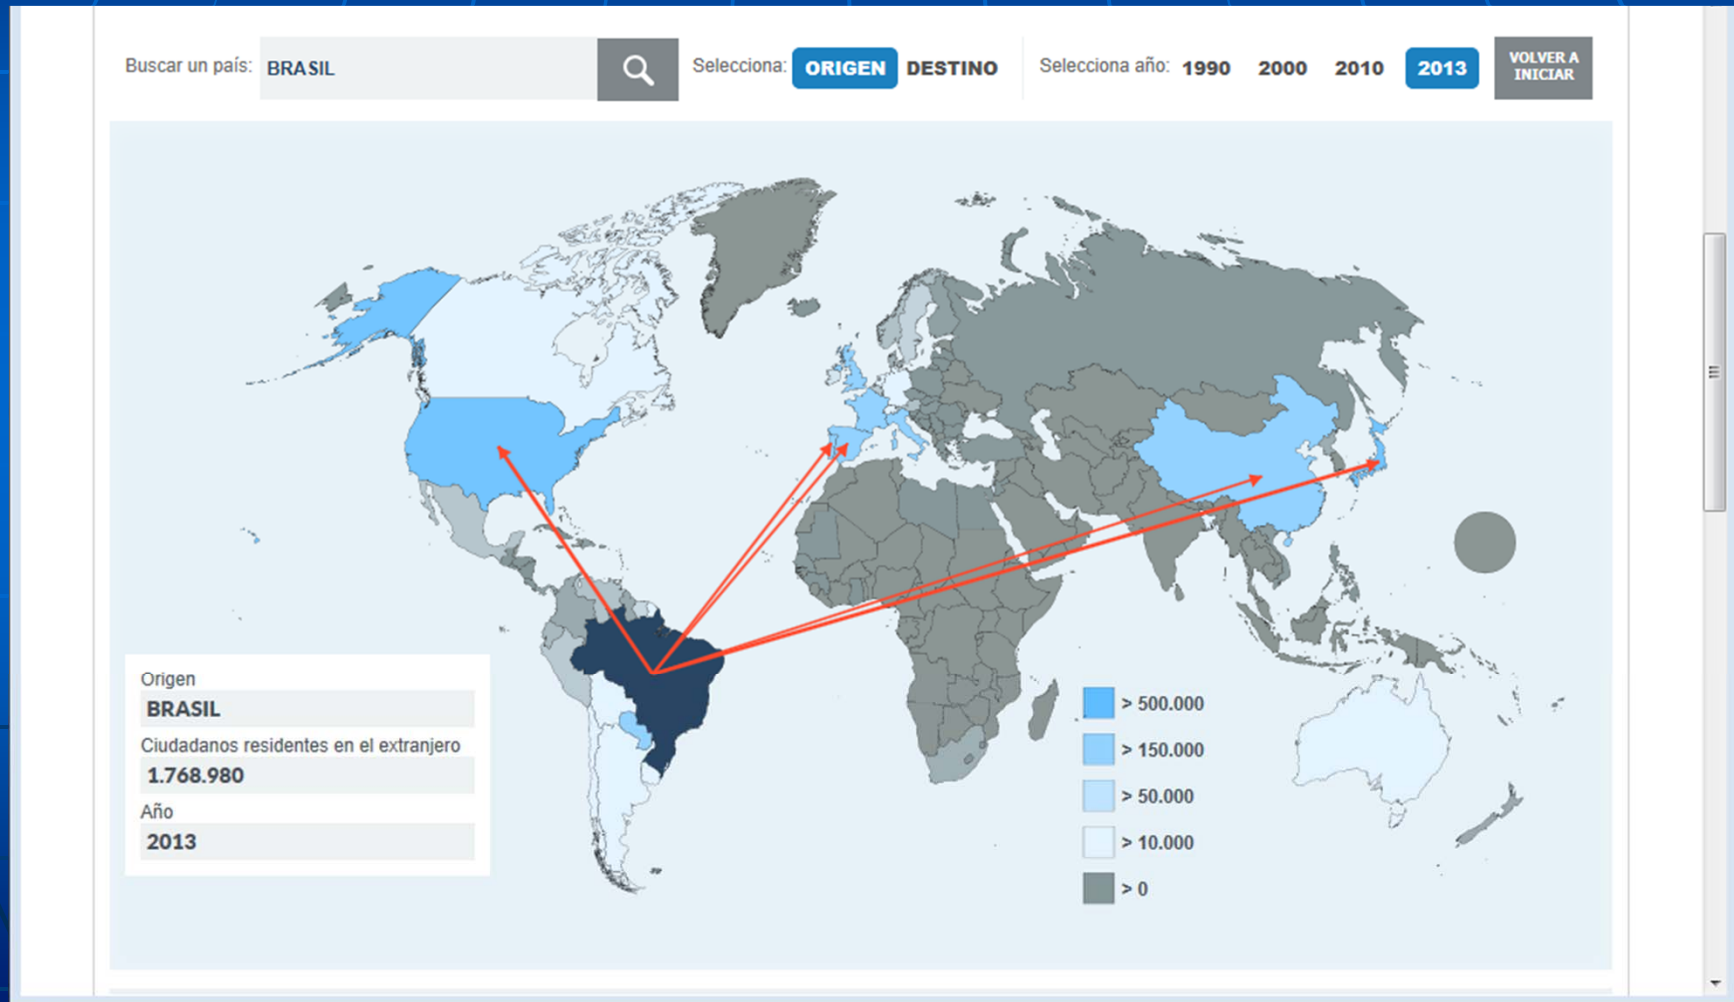 Buscar un país: BRASIL Selecciona: ORIGEN DESTINO Selecciona año: 1990 2000 2010 2013 VOLVER A INICIAR
Origen
BRASIL
Ciudadanos residentes en el extranjero
1.768.980
Año
2013
> 500.000
> 150.000
> 50.000
> 10.000
> 0